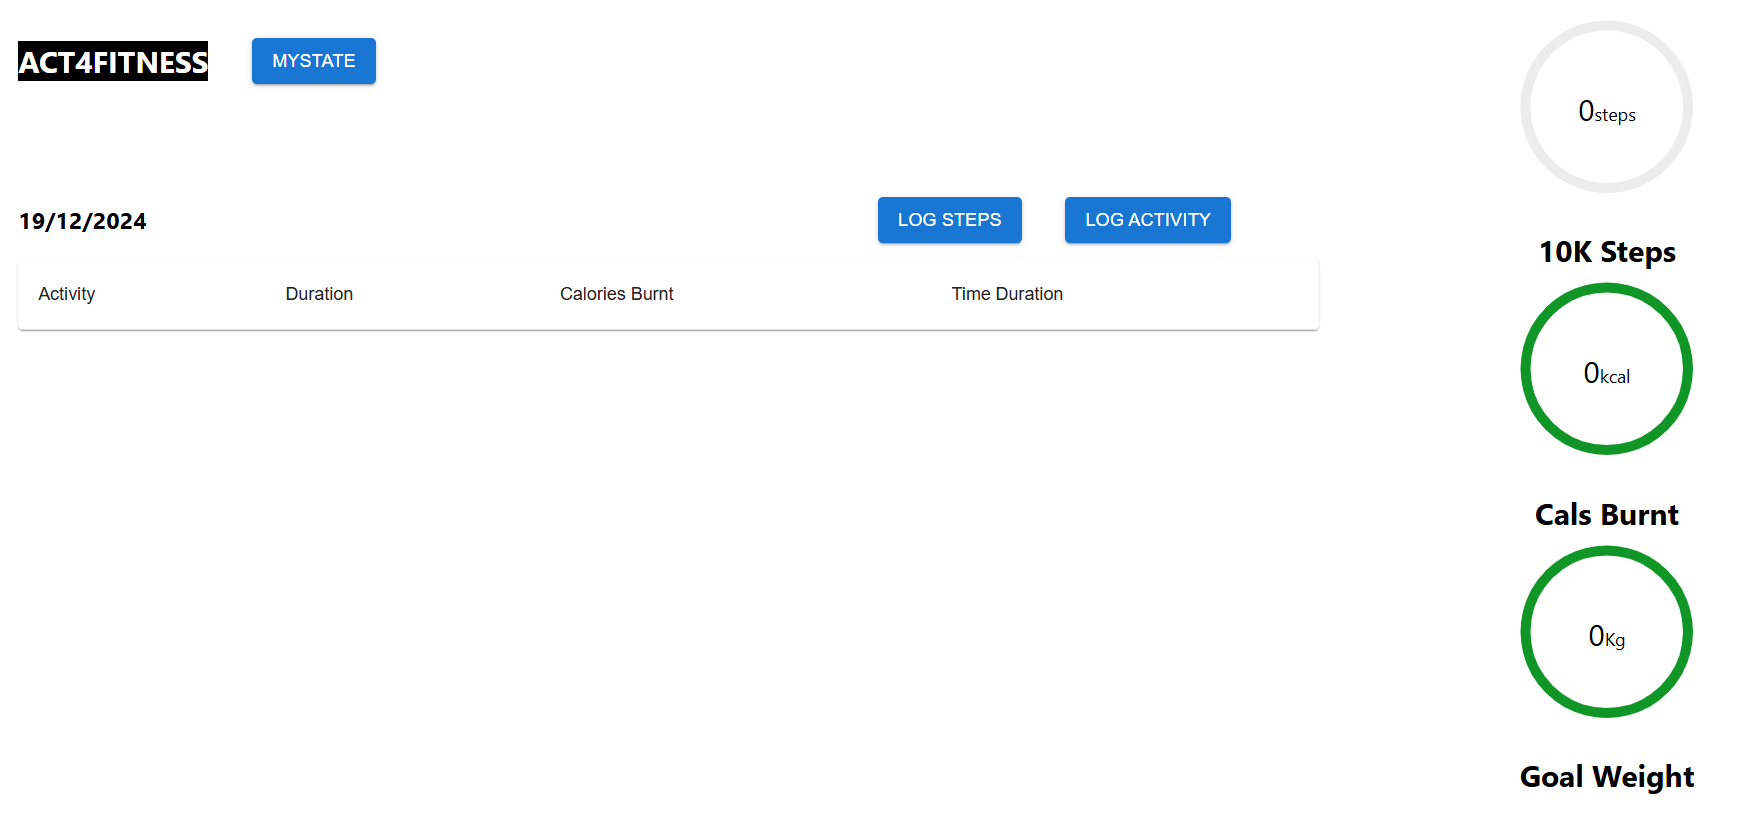 ACT4FITNESS
MYSTATE
19/12/2024
LOG STEPS
LOG ACTIVITY
Activity Duration Calories Burnt Time Duration
0steps
10K Steps
0kcal
Cals Burnt
0Kg
Goal Weight